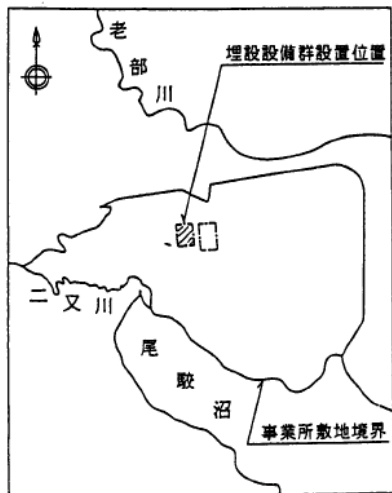 老部川
埋設設備群設置位置
二又川
尾駮沼
事業所敷地境界